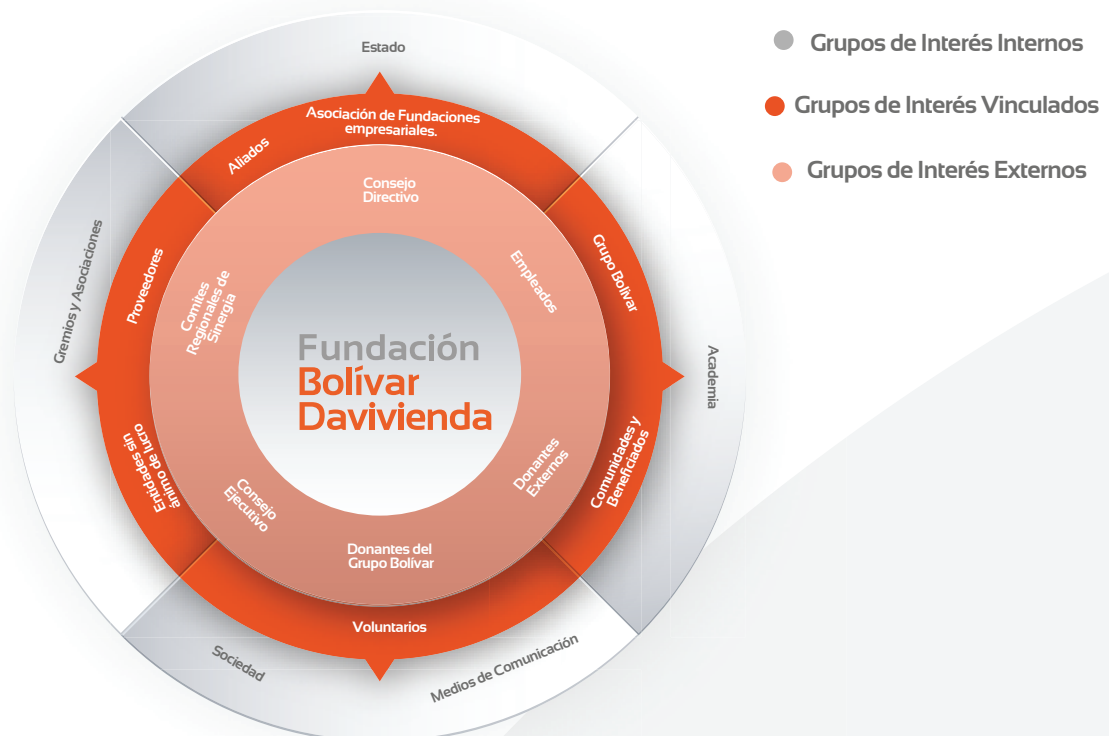 Estado
Asociación de Fundaciones
empresariales.
Aliados
Consejo
Directivo
Grupo Bolívar
Empleados
Proveedores
Comites
Regionales de
Sinergia
Gremios y Asociaciones
Academia
Fundación
Bolívar
Davivienda
Entidades sin
ánimo de lucro
Consejo
Ejecutivo
Donantes
Externos
Comunidades y
Beneficiados
Donantes del
Grupo Bolívar
Voluntarios
Sociedad
Medios de Comunicación
Grupos de Interés Internos
Grupos de Interés Vinculados
Grupos de Interés Externos